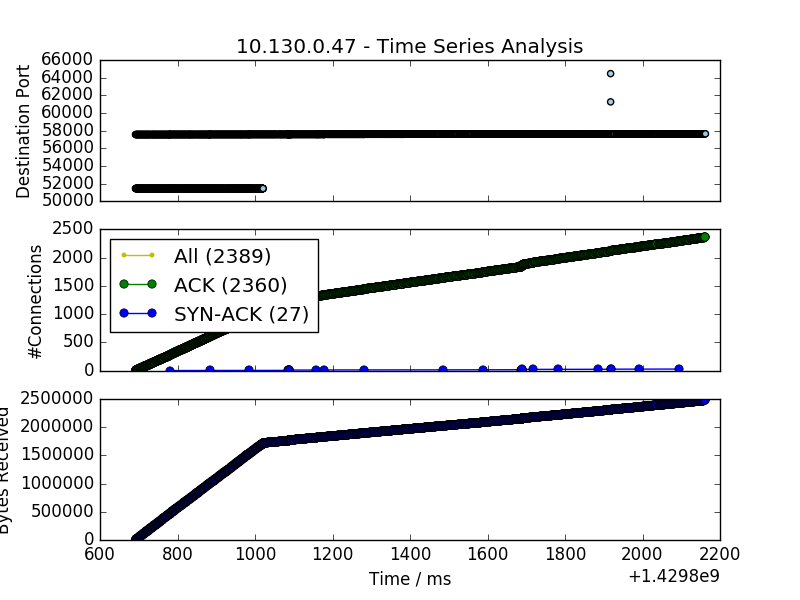 10.130.0.47 - Time Series Analysis
66000
64000
62000
60000
58000
56000
54000
52000
50000
Destination Port
2500
2000
1500
1000
500
0
#Connections
All (2389)
ACK (2360)
SYN-ACK (27)
2500000
2000000
1500000
1000000
500000
0
Bytes Received
600 800 1000 1200 1400 1600 1800 2000 2200
Time / ms
+1.4298e9